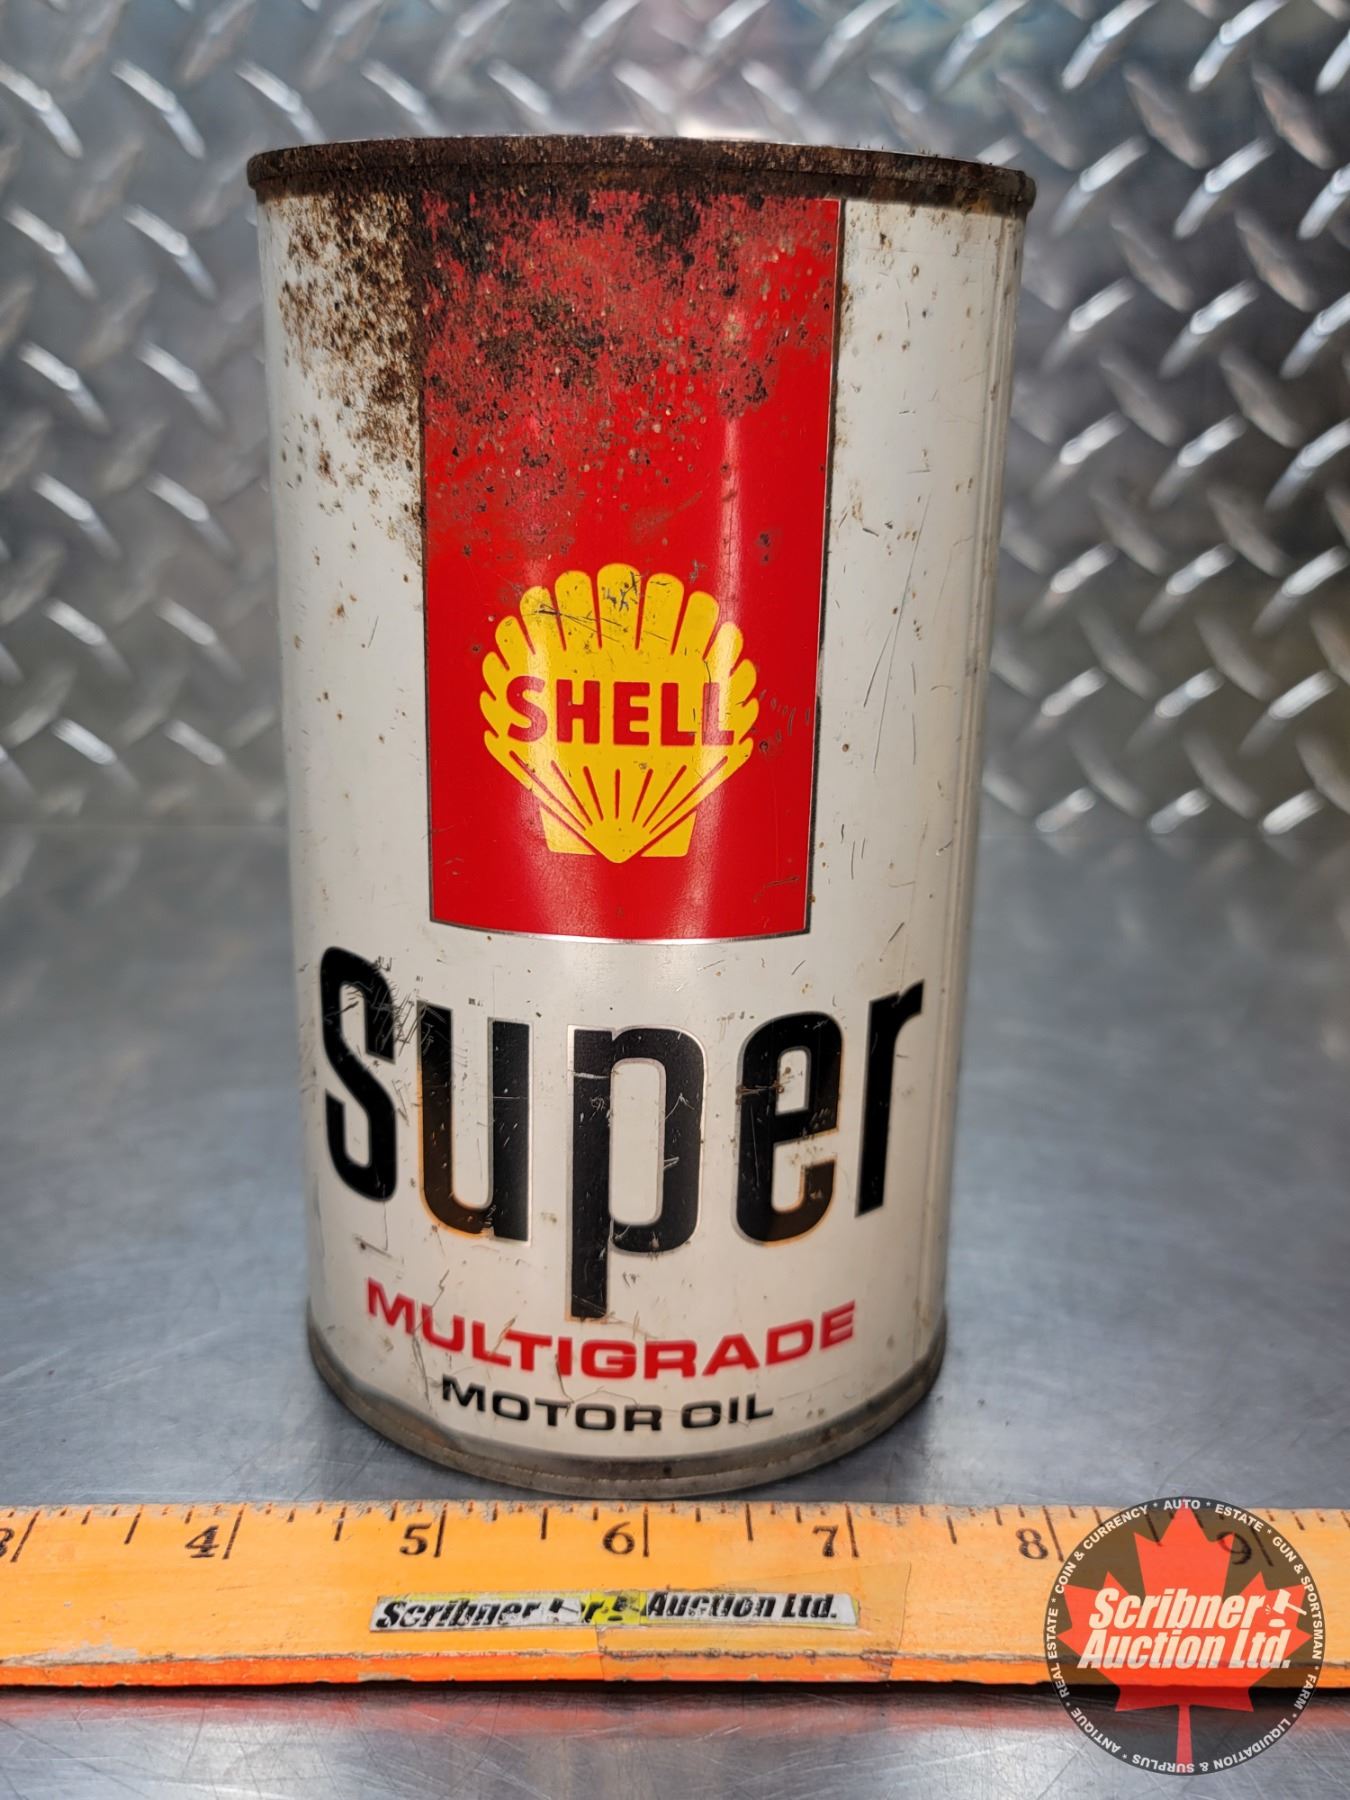 SHELL
Super
MULTIGRADE
MOTOR OIL
3 4 5 6 7 8 9
Scribner Auction Ltd.
Scribner
Auction Ltd.
ANTIQUE * REAL ESTATE * COIN & CURRENCY * AUTO * ESTATE * GUN & SPORTSMAN * FARM * LIQUIDATION & SURPLUS *